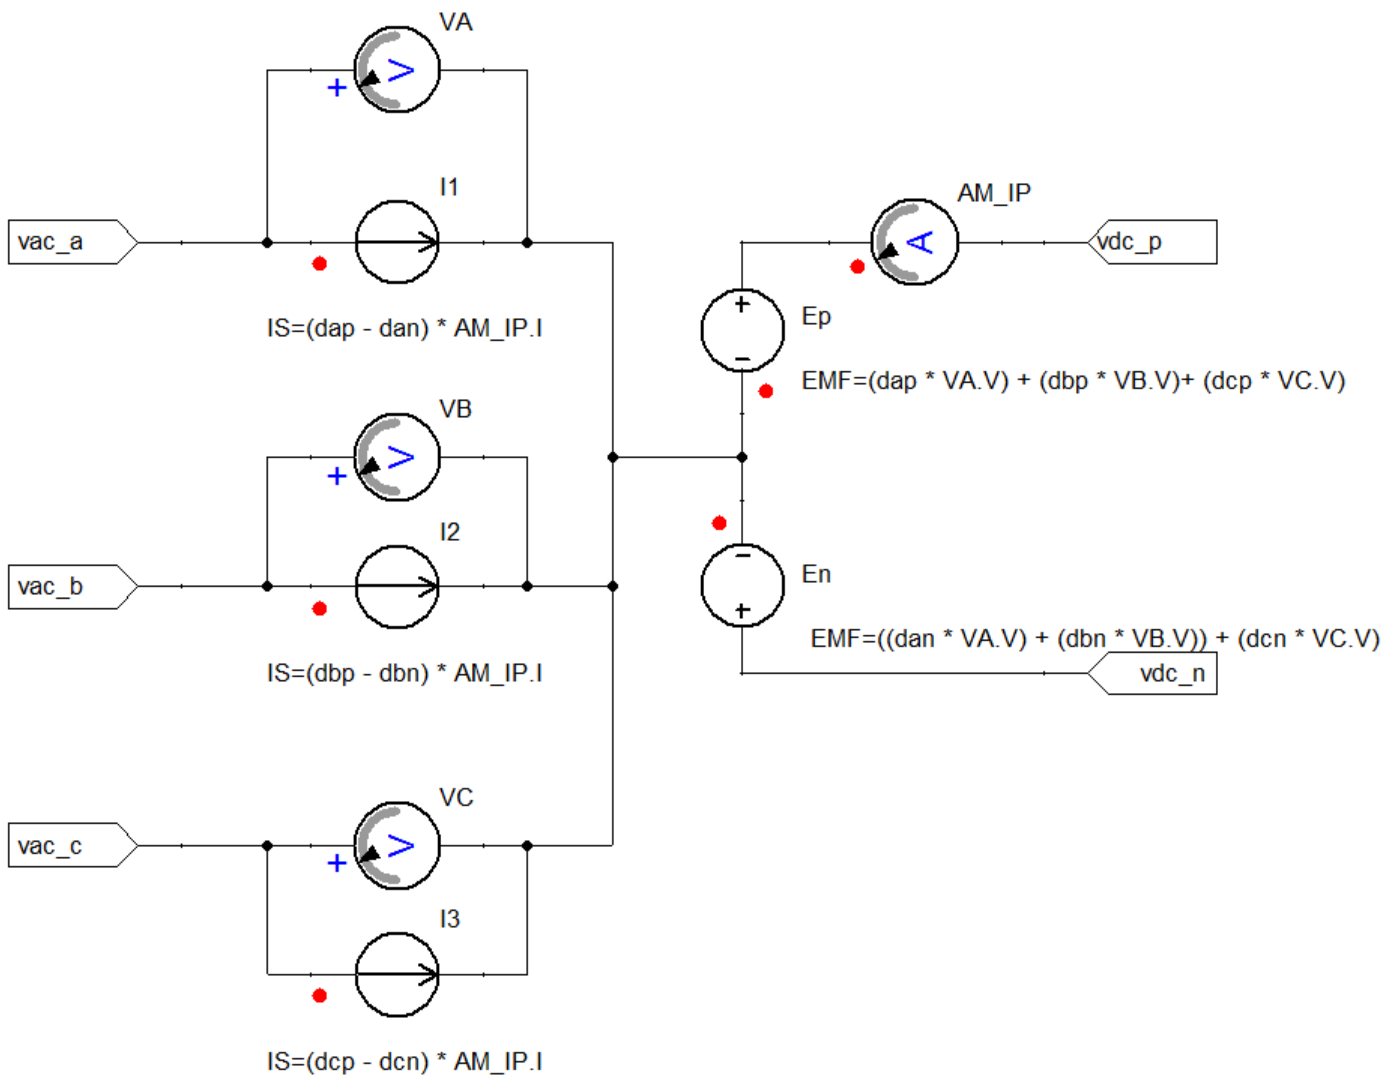 VA
+
V
I1
vac_a
IS=(dap - dan) * AM_IP.I
AM_IP
A
vdc_p
+
Ep
−
EMF=(dap * VA.V) + (dbp * VB.V)+ (dcp * VC.V)
VB
+
V
I2
vac_b
IS=(dbp - dbn) * AM_IP.I
−
En
+
EMF=((dan * VA.V) + (dbn * VB.V)) + (dcn * VC.V)
vdc_n
VC
+
V
vac_c
I3
IS=(dcp - dcn) * AM_IP.I